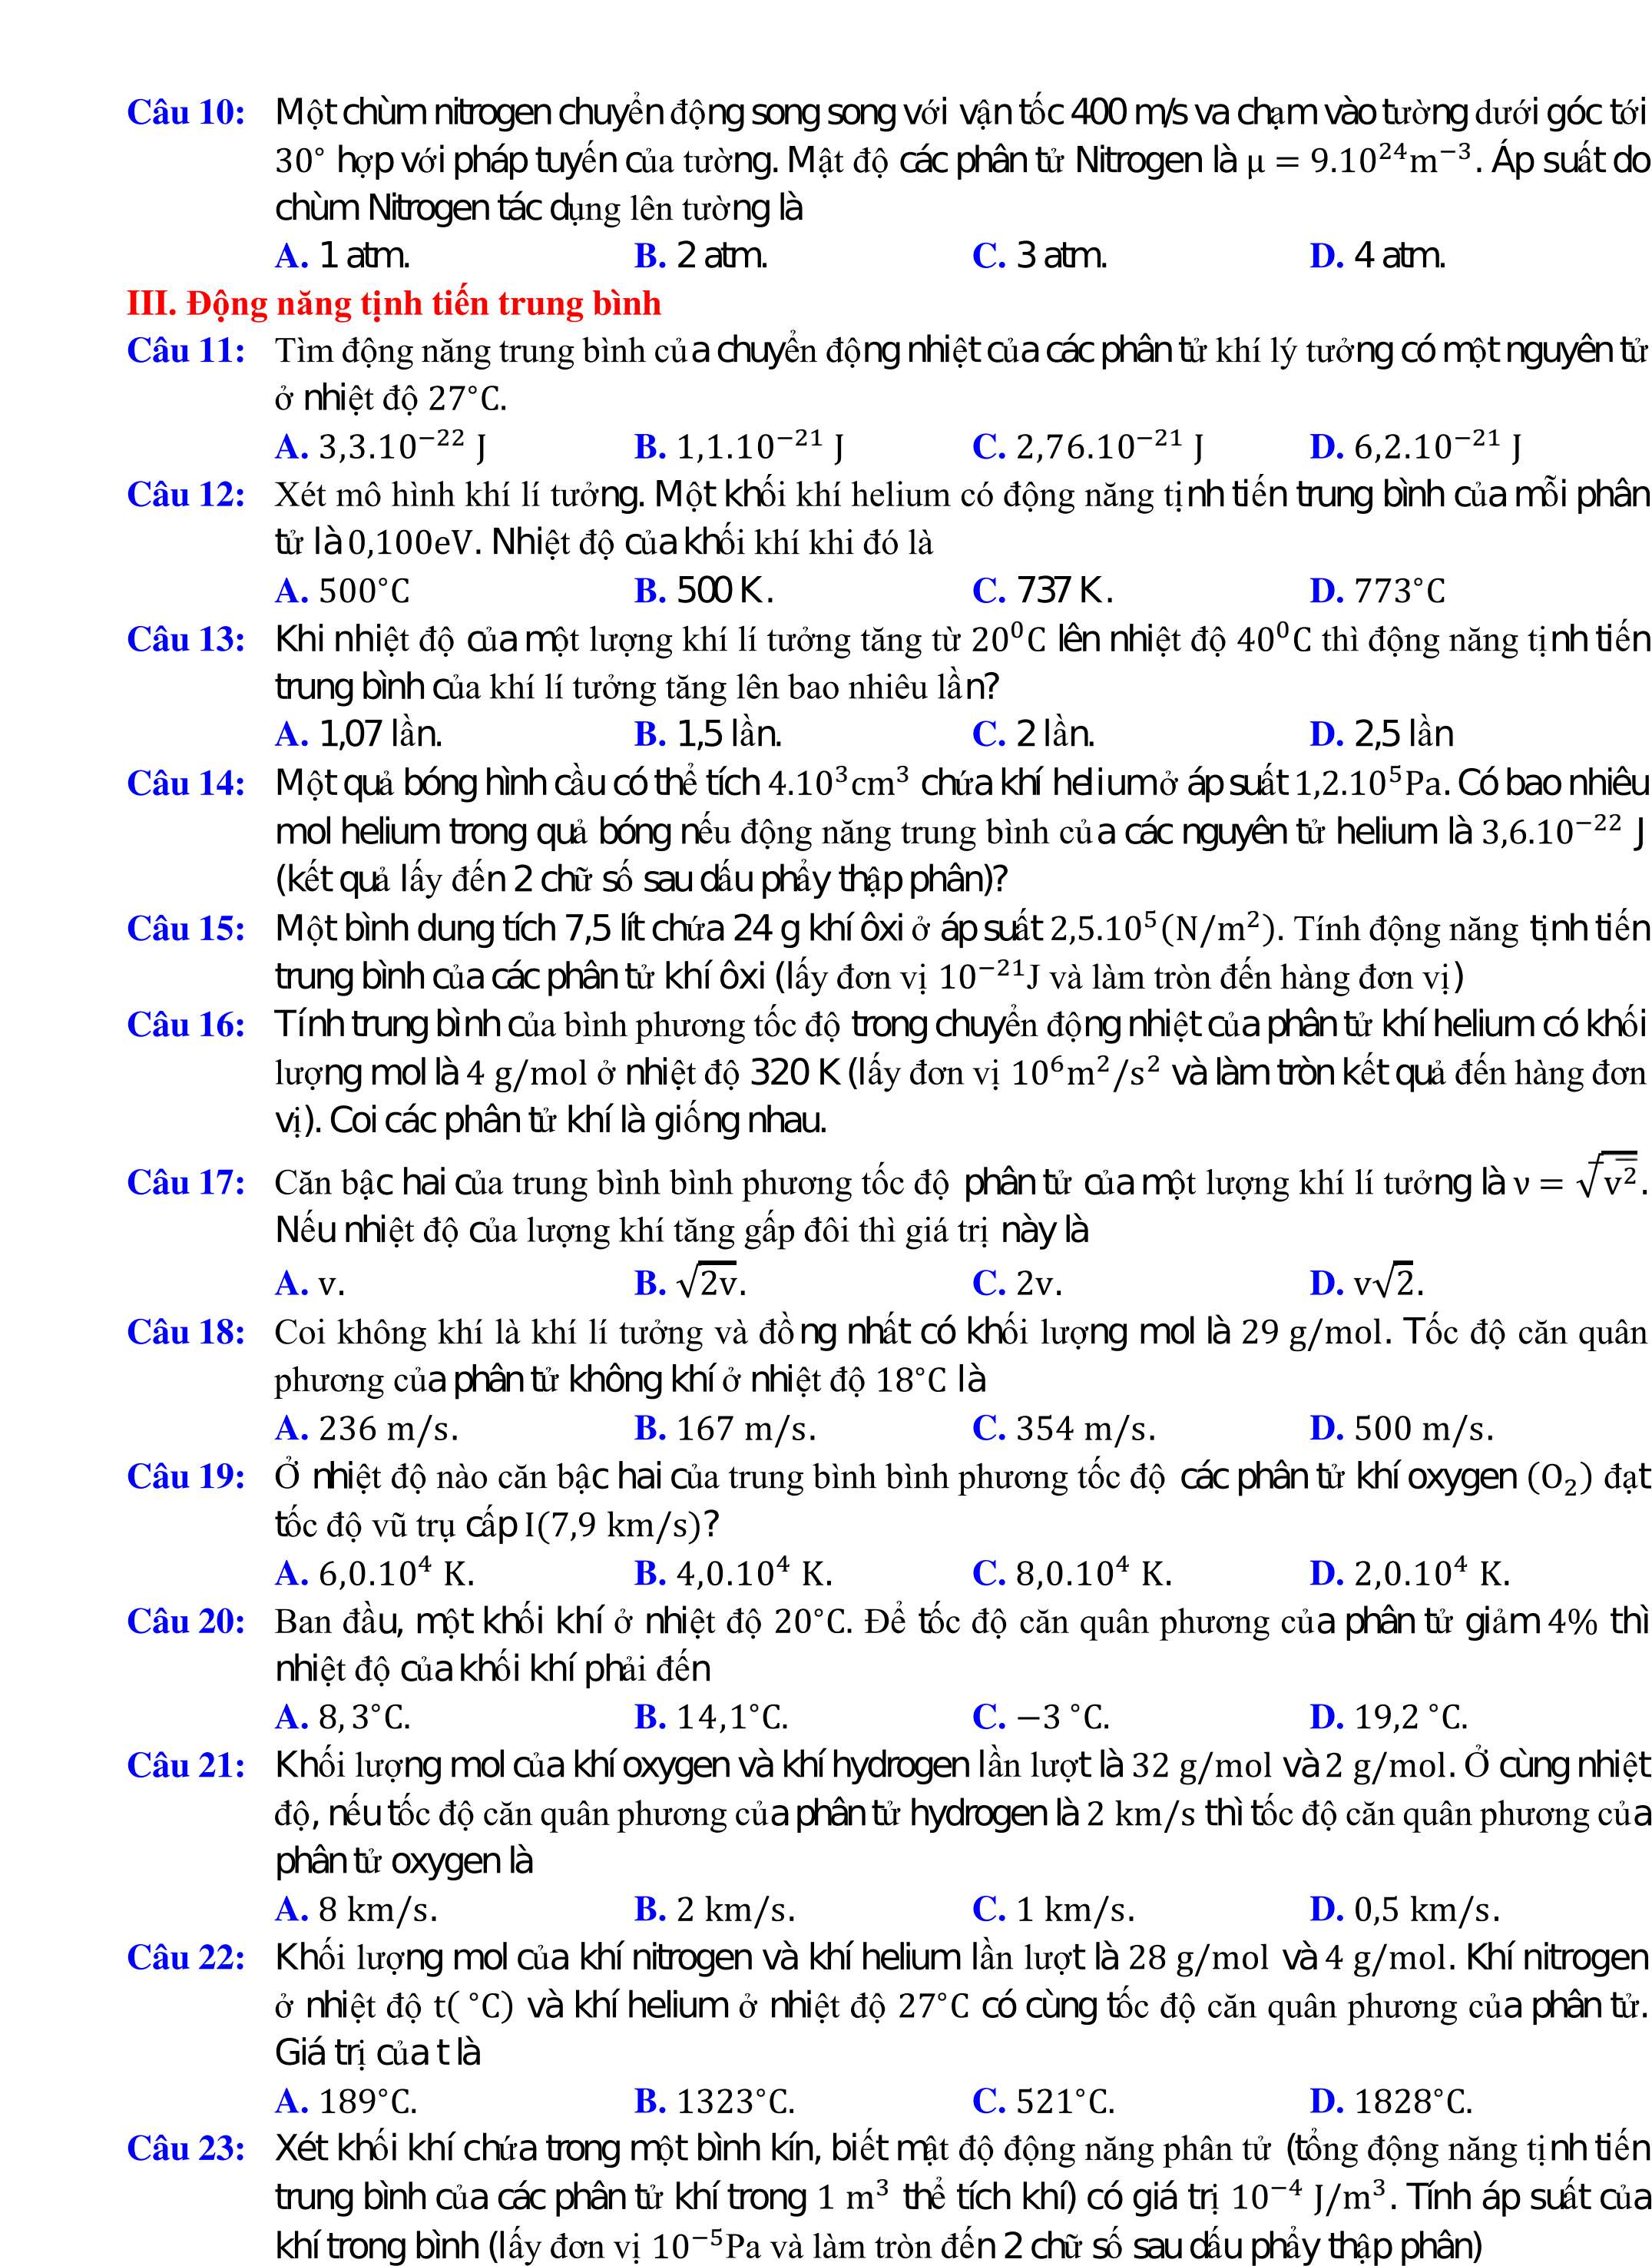 Câu 10: Một chùm nitrogen chuyển động song song với vận tốc 400 m/s va chạm vào tường dưới góc tới
30° hợp với pháp tuyến của tường. Mật độ các phân tử Nitrogen là μ = 9.10²⁴m⁻³. Áp suất do
chùm Nitrogen tác dụng lên tường là
A. 1 atm. B. 2 atm. C. 3 atm. D. 4 atm.
III. Động năng tịnh tiến trung bình
Câu 11: Tìm động năng trung bình của chuyển động nhiệt của các phân tử khí lý tưởng có một nguyên tử
ở nhiệt độ 27°C.
A. 3,3.10⁻²² J B. 1,1.10⁻²¹ J C. 2,76.10⁻²¹ J D. 6,2.10⁻²¹ J
Câu 12: Xét mô hình khí lí tưởng. Một khối khí helium có động năng tịnh tiến trung bình của mỗi phân
tử là 0,100eV. Nhiệt độ của khối khí khi đó là
A. 500°C B. 500 K. C. 737 K. D. 773°C
Câu 13: Khi nhiệt độ của một lượng khí lí tưởng tăng từ 20⁰C lên nhiệt độ 40⁰C thì động năng tịnh tiến
trung bình của khí lí tưởng tăng lên bao nhiêu lần?
A. 1,07 lần. B. 1,5 lần. C. 2 lần. D. 2,5 lần
Câu 14: Một quả bóng hình cầu có thể tích 4.10³cm³ chứa khí helium ở áp suất 1,2.10⁵Pa. Có bao nhiêu
mol helium trong quả bóng nếu động năng trung bình của các nguyên tử helium là 3,6.10⁻²² J
(kết quả lấy đến 2 chữ số sau dấu phẩy thập phân)?
Câu 15: Một bình dung tích 7,5 lít chứa 24 g khí ôxi ở áp suất 2,5.10⁵(N/m²). Tính động năng tịnh tiến
trung bình của các phân tử khí ôxi (lấy đơn vị 10⁻²¹J và làm tròn đến hàng đơn vị)
Câu 16: Tính trung bình của bình phương tốc độ trong chuyển động nhiệt của phân tử khí helium có khối
lượng mol là 4 g/mol ở nhiệt độ 320 K (lấy đơn vị 10⁶m²/s² và làm tròn kết quả đến hàng đơn
vị). Coi các phân tử khí là giống nhau.
Câu 17: Căn bậc hai của trung bình bình phương tốc độ phân tử của một lượng khí lí tưởng là v = √v̅²̅.
Nếu nhiệt độ của lượng khí tăng gấp đôi thì giá trị này là
A. v. B. √2v. C. 2v. D. v√2.
Câu 18: Coi không khí là khí lí tưởng và đồng nhất có khối lượng mol là 29 g/mol. Tốc độ căn quân
phương của phân tử không khí ở nhiệt độ 18°C là
A. 236 m/s. B. 167 m/s. C. 354 m/s. D. 500 m/s.
Câu 19: Ở nhiệt độ nào căn bậc hai của trung bình bình phương tốc độ các phân tử khí oxygen (O₂) đạt
tốc độ vũ trụ cấp I(7,9 km/s)?
A. 6,0.10⁴ K. B. 4,0.10⁴ K. C. 8,0.10⁴ K. D. 2,0.10⁴ K.
Câu 20: Ban đầu, một khối khí ở nhiệt độ 20°C. Để tốc độ căn quân phương của phân tử giảm 4% thì
nhiệt độ của khối khí phải đến
A. 8,3°C. B. 14,1°C. C. −3 °C. D. 19,2 °C.
Câu 21: Khối lượng mol của khí oxygen và khí hydrogen lần lượt là 32 g/mol và 2 g/mol. Ở cùng nhiệt
độ, nếu tốc độ căn quân phương của phân tử hydrogen là 2 km/s thì tốc độ căn quân phương của
phân tử oxygen là
A. 8 km/s. B. 2 km/s. C. 1 km/s. D. 0,5 km/s.
Câu 22: Khối lượng mol của khí nitrogen và khí helium lần lượt là 28 g/mol và 4 g/mol. Khí nitrogen
ở nhiệt độ t( °C) và khí helium ở nhiệt độ 27°C có cùng tốc độ căn quân phương của phân tử.
Giá trị của t là
A. 189°C. B. 1323°C. C. 521°C. D. 1828°C.
Câu 23: Xét khối khí chứa trong một bình kín, biết mật độ động năng phân tử (tổng động năng tịnh tiến
trung bình của các phân tử khí trong 1 m³ thể tích khí) có giá trị 10⁻⁴ J/m³. Tính áp suất của
khí trong bình (lấy đơn vị 10⁻⁵Pa và làm tròn đến 2 chữ số sau dấu phẩy thập phân)